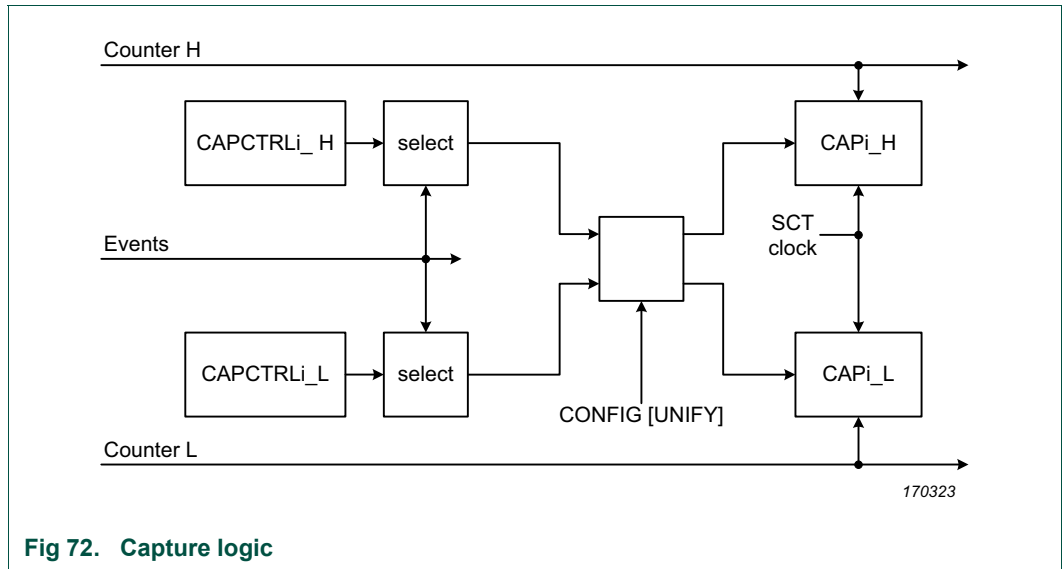 Counter H
CAPCTRLi_ H
select
CAPi_H
SCT
clock
Events
CAPCTRLi_L
select
CAPi_L
CONFIG [UNIFY]
Counter L
170323
Fig 72. Capture logic